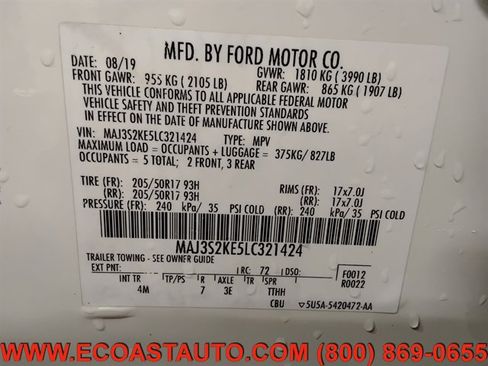 MFD. BY FORD MOTOR CO.
DATE: 08/19 GVWR: 1810 KG ( 3990 LB)
FRONT GAWR: 955 KG ( 2105 LB) REAR GAWR: 865 KG ( 1907 LB)
THIS VEHICLE CONFORMS TO ALL APPLICABLE FEDERAL MOTOR
VEHICLE SAFETY AND THEFT PREVENTION STANDARDS
IN EFFECT ON THE DATE OF MANUFACTURE SHOWN ABOVE.
VIN: MAJ3S2KE5LC321424 TYPE: MPV
MAXIMUM LOAD = OCCUPANTS + LUGGAGE = 375KG/ 827LB
OCCUPANTS = 5 TOTAL; 2 FRONT, 3 REAR
TIRE (FR): 205/50R17 93H RIMS (FR): 17x7.0J
(RR): 205/50R17 93H (RR): 17x7.0J
PRESSURE (FR): 240 kPa/ 35 PSI COLD (RR): 240 kPa/ 35 PSI COLD
MAJ3S2KE5LC321424
TRAILER TOWING - SEE OWNER GUIDE
EXT PNT: RC: 72 DSO: F0012
R0022
INT TR TP/PS R AXLE TR SPR
4M 7 3E TTHH
CBU 5U5A-5420472-AA
WWW.ECOASTAUTO.COM (800) 869-0655